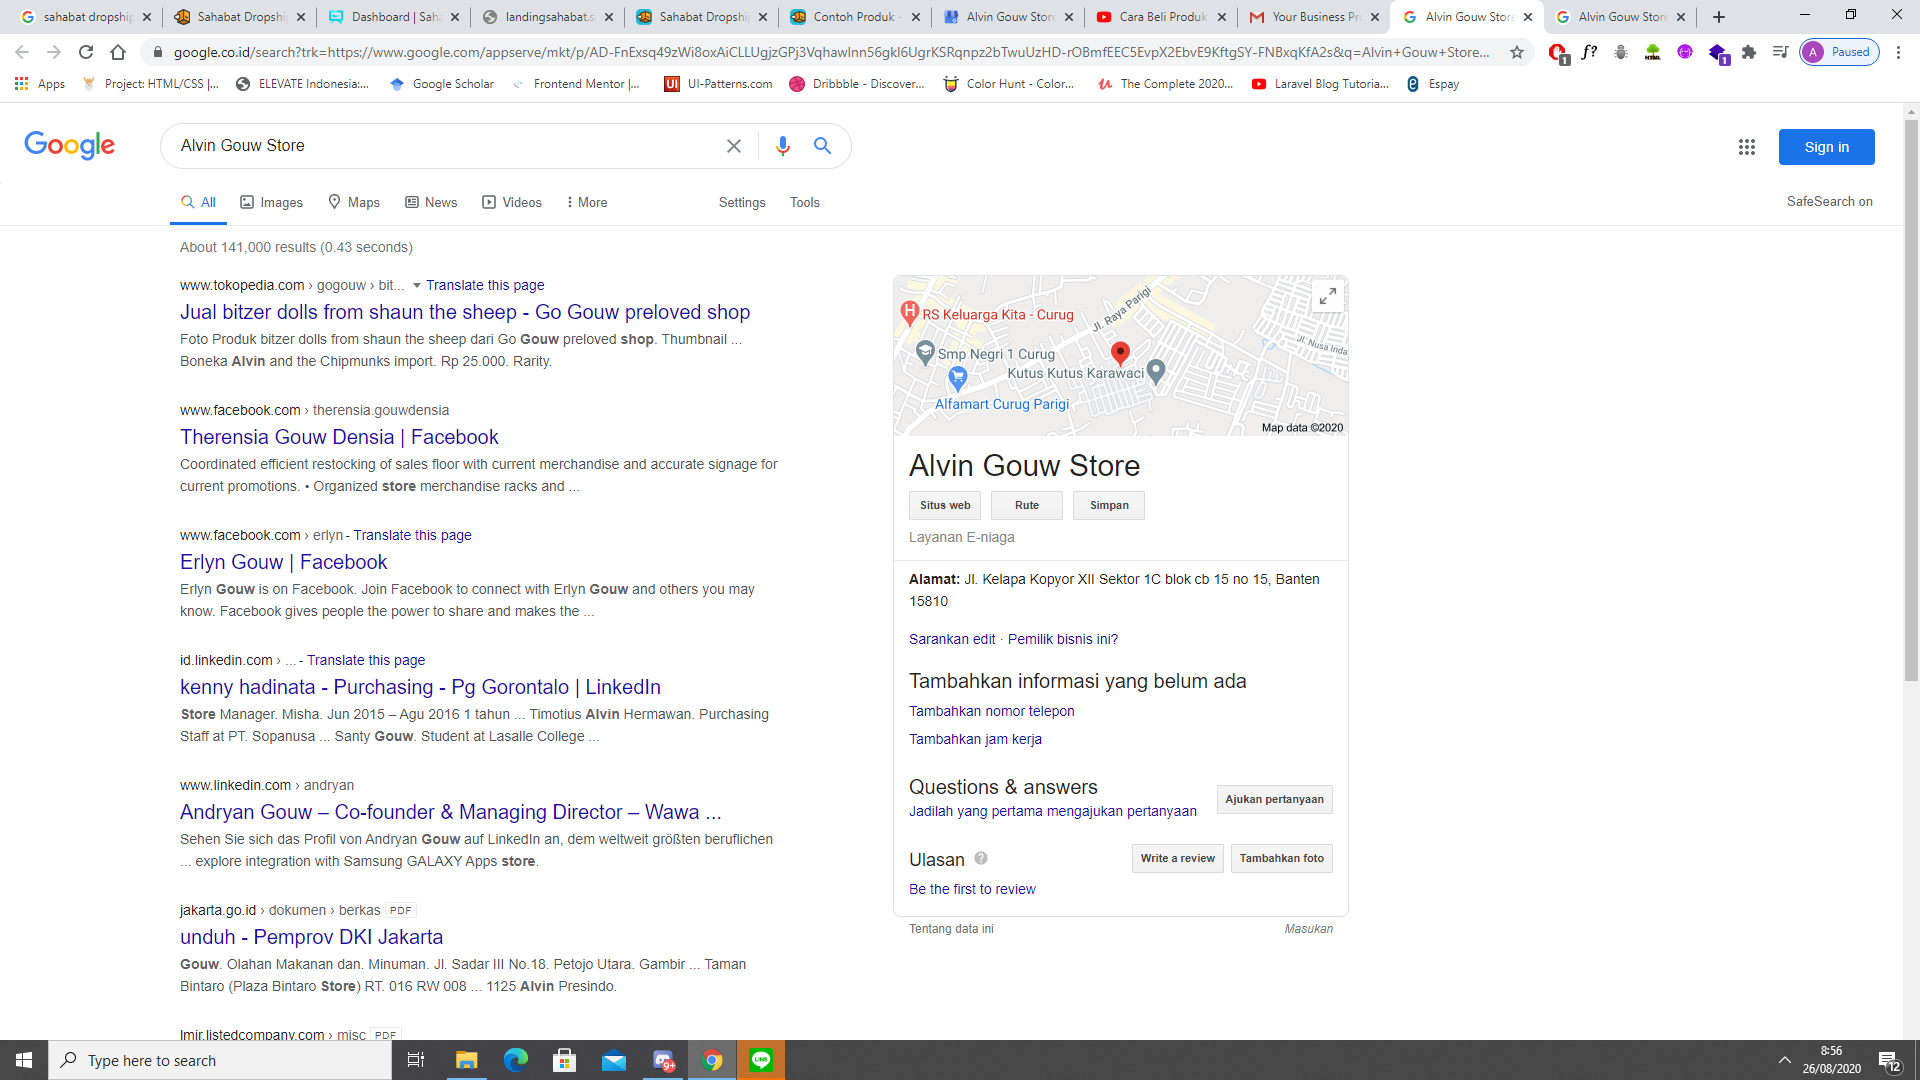 sahabat dropship
Sahabat Dropshi
Dashboard | Saha
landingsahabat.s
Sahabat Dropshi
Contoh Produk -
Alvin Gouw Store
Cara Beli Produk
Your Business Pr
Alvin Gouw Store
Alvin Gouw Store
google.co.id/search?trk=https://www.google.com/appserve/mkt/p/AD-FnExsq49zWi8oxAiCLLUgjzGPj3Vqhawlnn56gkl6UgrKSRqnpz2bTwuUzHD-rOBmfEEC5EvpX2EbvE9KftgSY-FNBxqKfA2s&q=Alvin+Gouw+Store...
1
f?
1
A Paused
Apps
Project: HTML/CSS |...
ELEVATE Indonesia:...
Google Scholar
Frontend Mentor |...
UI UI-Patterns.com
Dribbble - Discover...
Color Hunt - Color...
The Complete 2020...
Laravel Blog Tutoria...
Espay
Google
Alvin Gouw Store
Sign in
All
Images
Maps
News
Videos
More
Settings
Tools
SafeSearch on
About 141,000 results (0.43 seconds)
www.tokopedia.com › gogouw › bit... Translate this page
Jual bitzer dolls from shaun the sheep - Go Gouw preloved shop
Foto Produk bitzer dolls from shaun the sheep dari Go Gouw preloved shop. Thumbnail ...
Boneka Alvin and the Chipmunks import. Rp 25.000. Rarity.
www.facebook.com › therensia.gouwdensia
Therensia Gouw Densia | Facebook
Coordinated efficient restocking of sales floor with current merchandise and accurate signage for
current promotions. • Organized store merchandise racks and ...
www.facebook.com › erlyn - Translate this page
Erlyn Gouw | Facebook
Erlyn Gouw is on Facebook. Join Facebook to connect with Erlyn Gouw and others you may
know. Facebook gives people the power to share and makes the ...
id.linkedin.com › ... - Translate this page
kenny hadinata - Purchasing - Pg Gorontalo | LinkedIn
Store Manager. Misha. Jun 2015 – Agu 2016 1 tahun ... Timotius Alvin Hermawan. Purchasing
Staff at PT. Sopanusa ... Santy Gouw. Student at Lasalle College ...
www.linkedin.com › andryan
Andryan Gouw – Co-founder & Managing Director – Wawa ...
Sehen Sie sich das Profil von Andryan Gouw auf LinkedIn an, dem weltweit größten beruflichen
... explore integration with Samsung GALAXY Apps store.
jakarta.go.id › dokumen › berkas PDF
unduh - Pemprov DKI Jakarta
Gouw. Olahan Makanan dan. Minuman. Jl. Sadar III No.18. Petojo Utara. Gambir ... Taman
Bintaro (Plaza Bintaro Store) RT. 016 RW 008 ... 1125 Alvin Presindo.
lmir.listedcompany.com › misc PDF
H RS Keluarga Kita - Curug
Jl. Raya Parigi
Jl. Nusa Inda
Smp Negri 1 Curug
Kutus Kutus Karawaci
Alfamart Curug Parigi
Map data ©2020
Alvin Gouw Store
Situs web
Rute
Simpan
Layanan E-niaga
Alamat: Jl. Kelapa Kopyor XII Sektor 1C blok cb 15 no 15, Banten
15810
Sarankan edit · Pemilik bisnis ini?
Tambahkan informasi yang belum ada
Tambahkan nomor telepon
Tambahkan jam kerja
Questions & answers
Jadilah yang pertama mengajukan pertanyaan
Ajukan pertanyaan
Ulasan ?
Write a review
Tambahkan foto
Be the first to review
Tentang data ini
Masukan
Type here to search
9+
LINE
8:56
26/08/2020
12